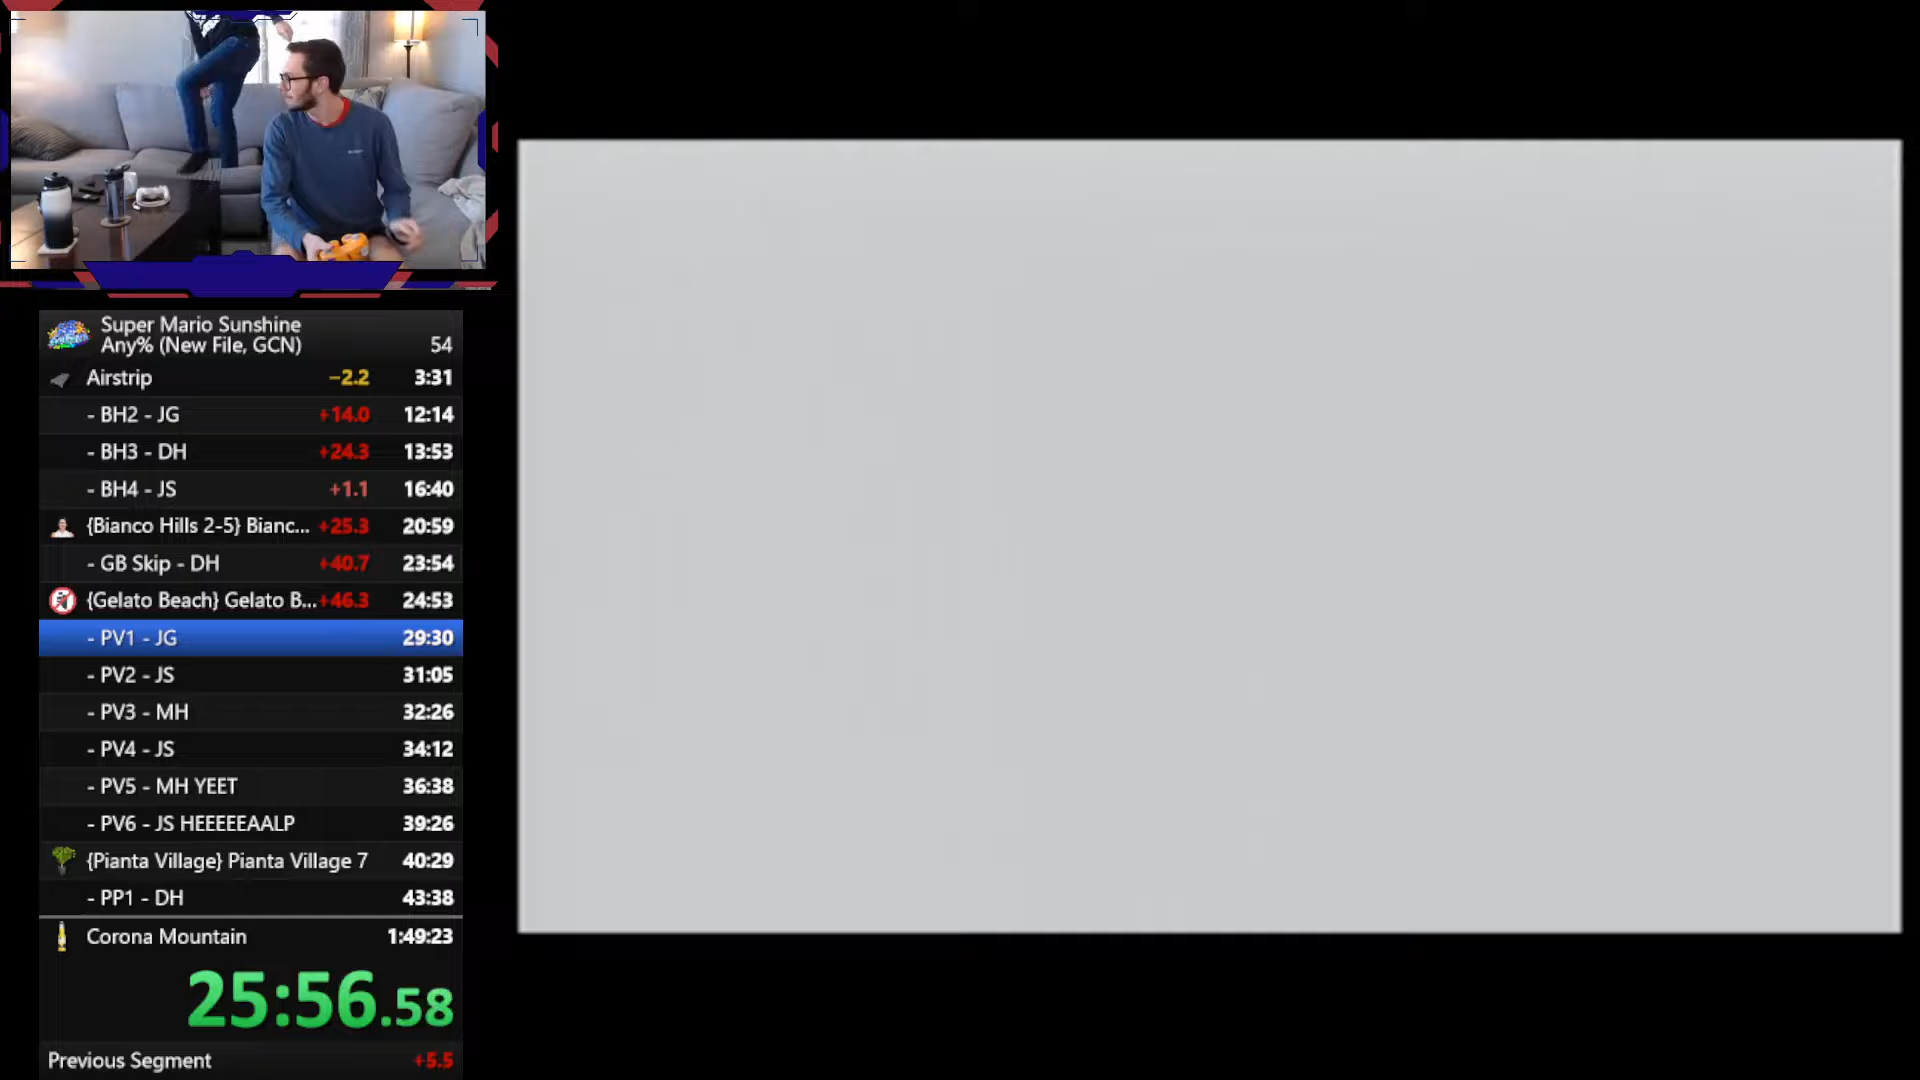 Super Mario Sunshine
Any% (New File, GCN) 54
Airstrip −2.2 3:31
- BH2 - JG +14.0 12:14
- BH3 - DH +24.3 13:53
- BH4 - JS +1.1 16:40
{Bianco Hills 2-5} Bianc... +25.3 20:59
- GB Skip - DH +40.7 23:54
{Gelato Beach} Gelato B... +46.3 24:53
- PV1 - JG 29:30
- PV2 - JS 31:05
- PV3 - MH 32:26
- PV4 - JS 34:12
- PV5 - MH YEET 36:38
- PV6 - JS HEEEEEAALP 39:26
{Pianta Village} Pianta Village 7 40:29
- PP1 - DH 43:38
Corona Mountain 1:49:23
25:56.58
Previous Segment +5.5